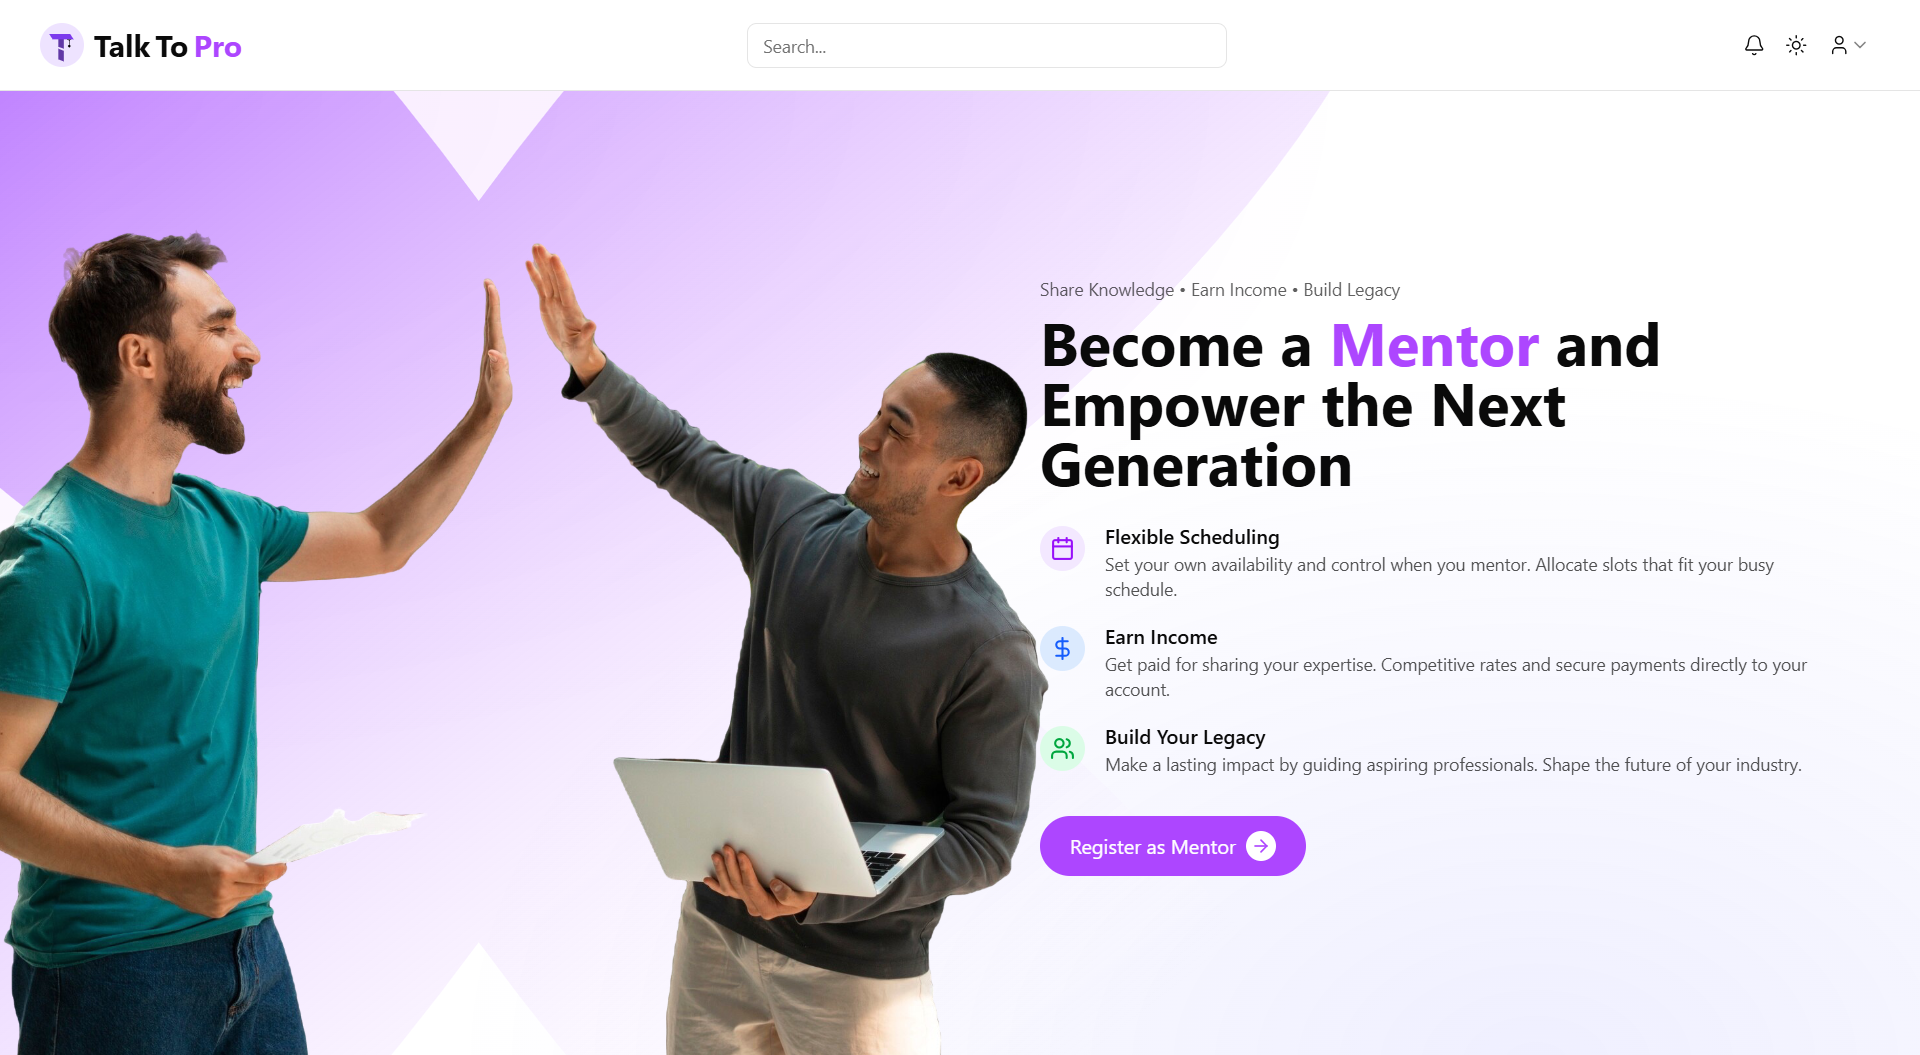 Talk To Pro
Search...
Share Knowledge • Earn Income • Build Legacy
Become a Mentor and
Empower the Next
Generation
Flexible Scheduling
Set your own availability and control when you mentor. Allocate slots that fit your busy
schedule.
Earn Income
Get paid for sharing your expertise. Competitive rates and secure payments directly to your
account.
Build Your Legacy
Make a lasting impact by guiding aspiring professionals. Shape the future of your industry.
Register as Mentor